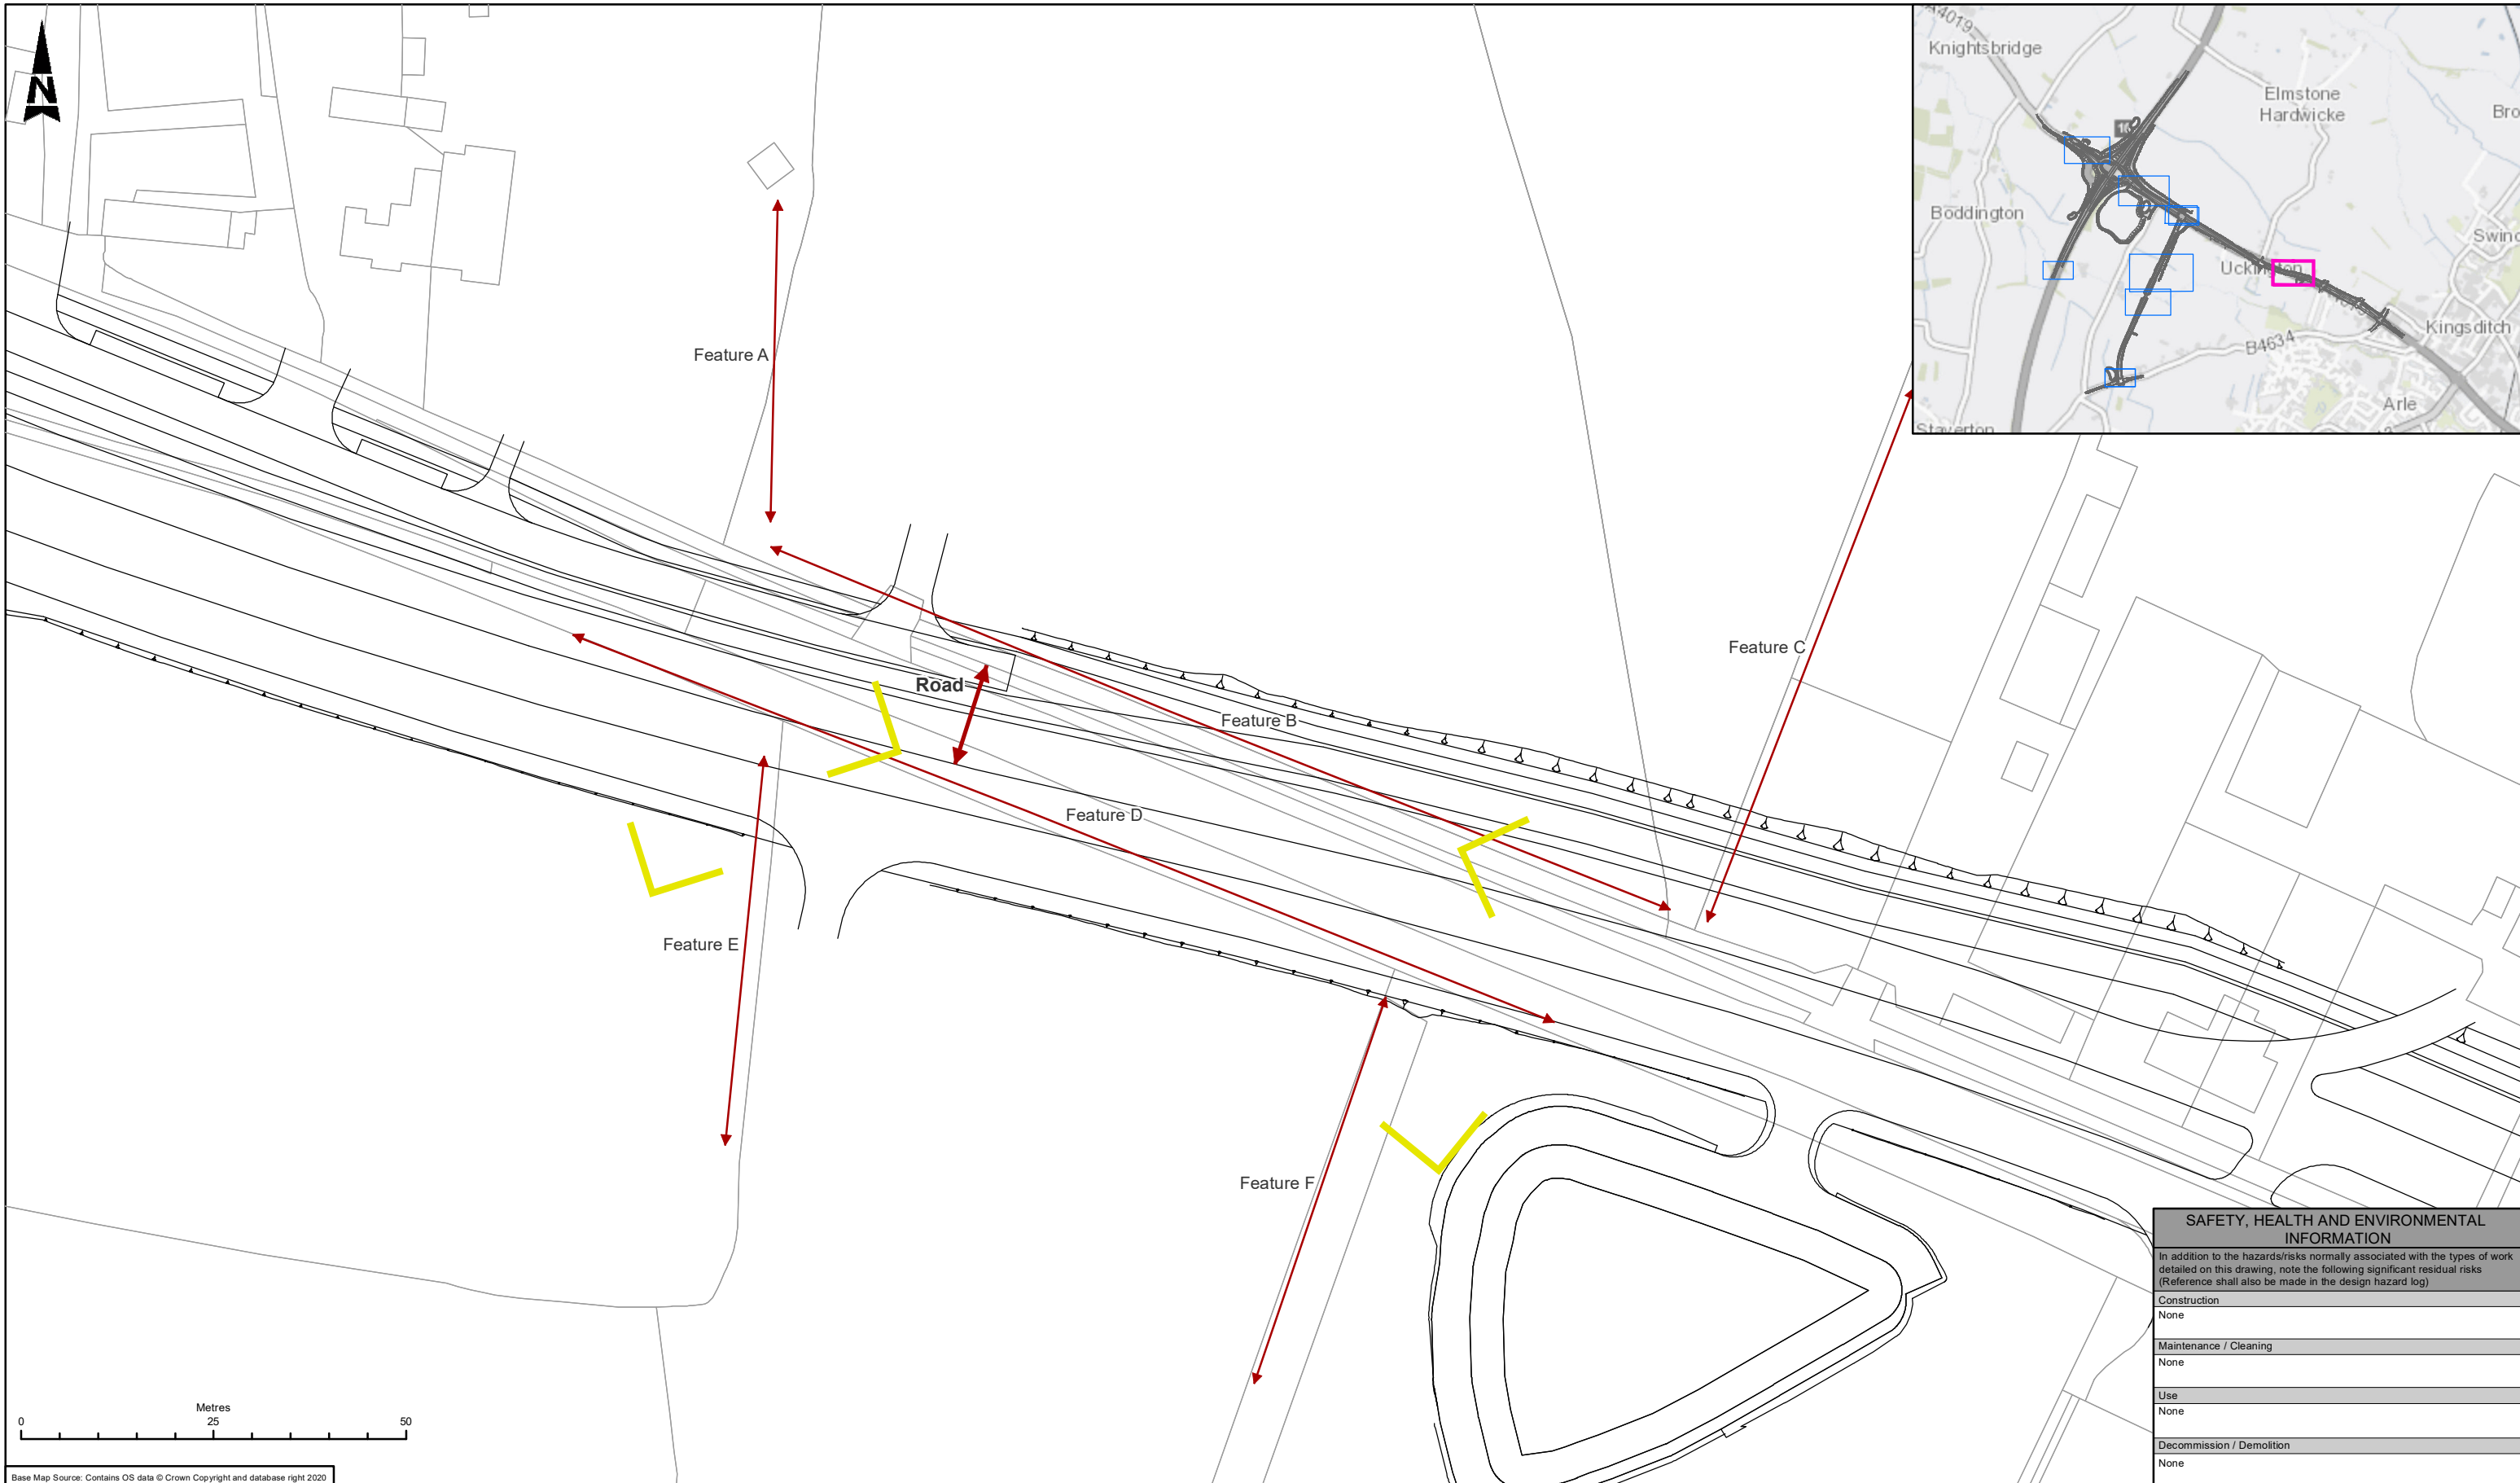 N
A4019
Knightsbridge
Elmstone
Hardwicke
Boddington
Uckington
B4634
Kingsditch
Arle
Staverton
Feature A
Feature C
Road
Feature B
Feature D
Feature E
Feature F
SAFETY, HEALTH AND ENVIRONMENTAL
INFORMATION
In addition to the hazards/risks normally associated with the types of work
detailed on this drawing, note the following significant residual risks
(Reference shall also be made in the design hazard log)
Construction
None
Maintenance / Cleaning
None
Use
None
Decommission / Demolition
None
Metres
0 25 50
Base Map Source: Contains OS data © Crown Copyright and database right 2020